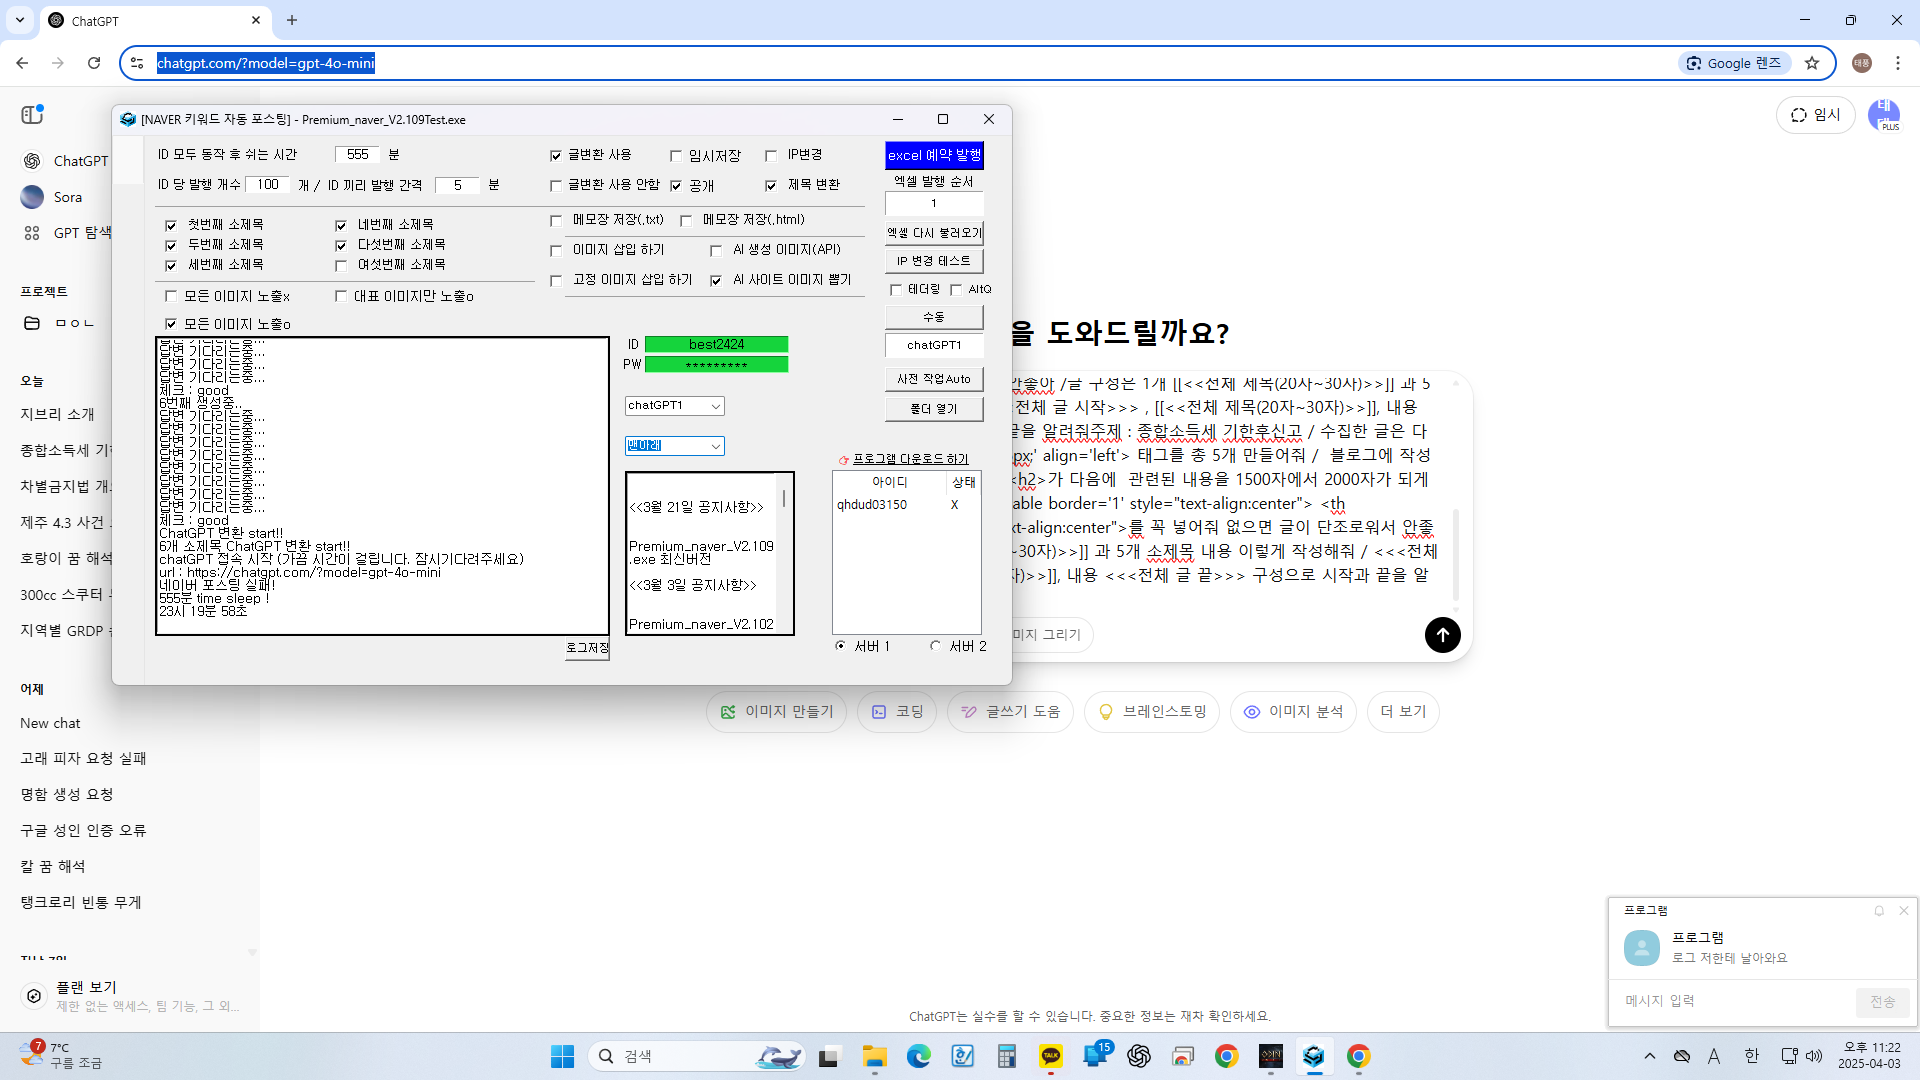 ChatGPT
chatgpt.com/?model=gpt-4o-mini
Google 렌즈
태풍
ChatGPT
Sora
GPT 탐색
프로젝트
ㅁㅇㄴ
오늘
지브리 소개
종합소득세 기한
차별금지법 개
제주 4.3 사건
호랑이 꿈 해석
300cc 스쿠터
지역별 GRDP
어제
New chat
고래 피자 요청 실패
명함 생성 요청
구글 성인 인증 오류
칼 꿈 해석
탱크로리 빈통 무게
플랜 보기
제한 없는 액세스, 팀 기능, 그 외...
임시
PLUS
[NAVER 키워드 자동 포스팅] - Premium_naver_V2.109Test.exe
ID 모두 동작 후 쉬는 시간 555 분
ID 당 발행 개수 100 개 / ID 끼리 발행 간격 5 분
글변환 사용 임시저장 IP변경
글변환 사용 안함 공개 제목 변환
첫번째 소제목 네번째 소제목
두번째 소제목 다섯번째 소제목
세번째 소제목 여섯번째 소제목
메모장 저장(.txt) 메모장 저장(.html)
이미지 삽입 하기 AI 생성 이미지(API)
고정 이미지 삽입 하기 AI 사이트 이미지 뽑기
모든 이미지 노출x 대표 이미지만 노출o
모든 이미지 노출o
excel 예약 발행
엑셀 발행 순서
1
엑셀 다시 불러오기
IP 변경 테스트
테더링 AltQ
수동
chatGPT1
사전 작업Auto
폴더 열기
답변 기다리는중...
답변 기다리는중...
답변 기다리는중...
답변 기다리는중...
체크 : good
6번째 생성중..
답변 기다리는중...
답변 기다리는중...
답변 기다리는중...
답변 기다리는중...
답변 기다리는중...
답변 기다리는중...
답변 기다리는중...
답변 기다리는중...
체크 : good
ChatGPT 변환 start!!
6개 소제목 ChatGPT 변환 start!!
chatGPT 접속 시작 (가끔 시간이 걸립니다. 잠시기다려주세요)
url : https://chatgpt.com/?model=gpt-4o-mini
네이버 포스팅 실패!
555분 time sleep !
23시 19분 58초
로그저장
ID best2424
PW *********
chatGPT1
맨아래
<<3월 21일 공지사항>>
Premium_naver_V2.109
.exe 최신버전
<<3월 3일 공지사항>>
Premium_naver_V2.102
프로그램 다운로드 하기
아이디 상태
qhdud03150 X
서버 1 서버 2
을 도와드릴까요?
안좋아 /글 구성은 1개 [[<<전체 제목(20자~30자)>>]] 과 5
전체 글 시작>>> , [[<<전체 제목(20자~30자)>>]], 내용
끝을 알려줘주제 : 종합소득세 기한후신고 / 수집한 글은 다
px;' align='left'> 태그를 총 5개 만들어줘 / 블로그에 작성
<h2>가 다음에 관련된 내용을 1500자에서 2000자가 되게
able border='1' style="text-align:center"> <th
xt-align:center">를 꼭 넣어줘 없으면 글이 단조로워서 안좋
~30자)>>]] 과 5개 소제목 내용 이렇게 작성해줘 / <<<전체
자)>>]], 내용 <<<전체 글 끝>>> 구성으로 시작과 끝을 알
미지 그리기
이미지 만들기
코딩
글쓰기 도움
브레인스토밍
이미지 분석
더 보기
ChatGPT는 실수를 할 수 있습니다. 중요한 정보는 재차 확인하세요.
프로그램
프로그램
로그 저한테 날아와요
메시지 입력
전송
7
7°C
구름 조금
검색
TALK
15
A
한
오후 11:22
2025-04-03